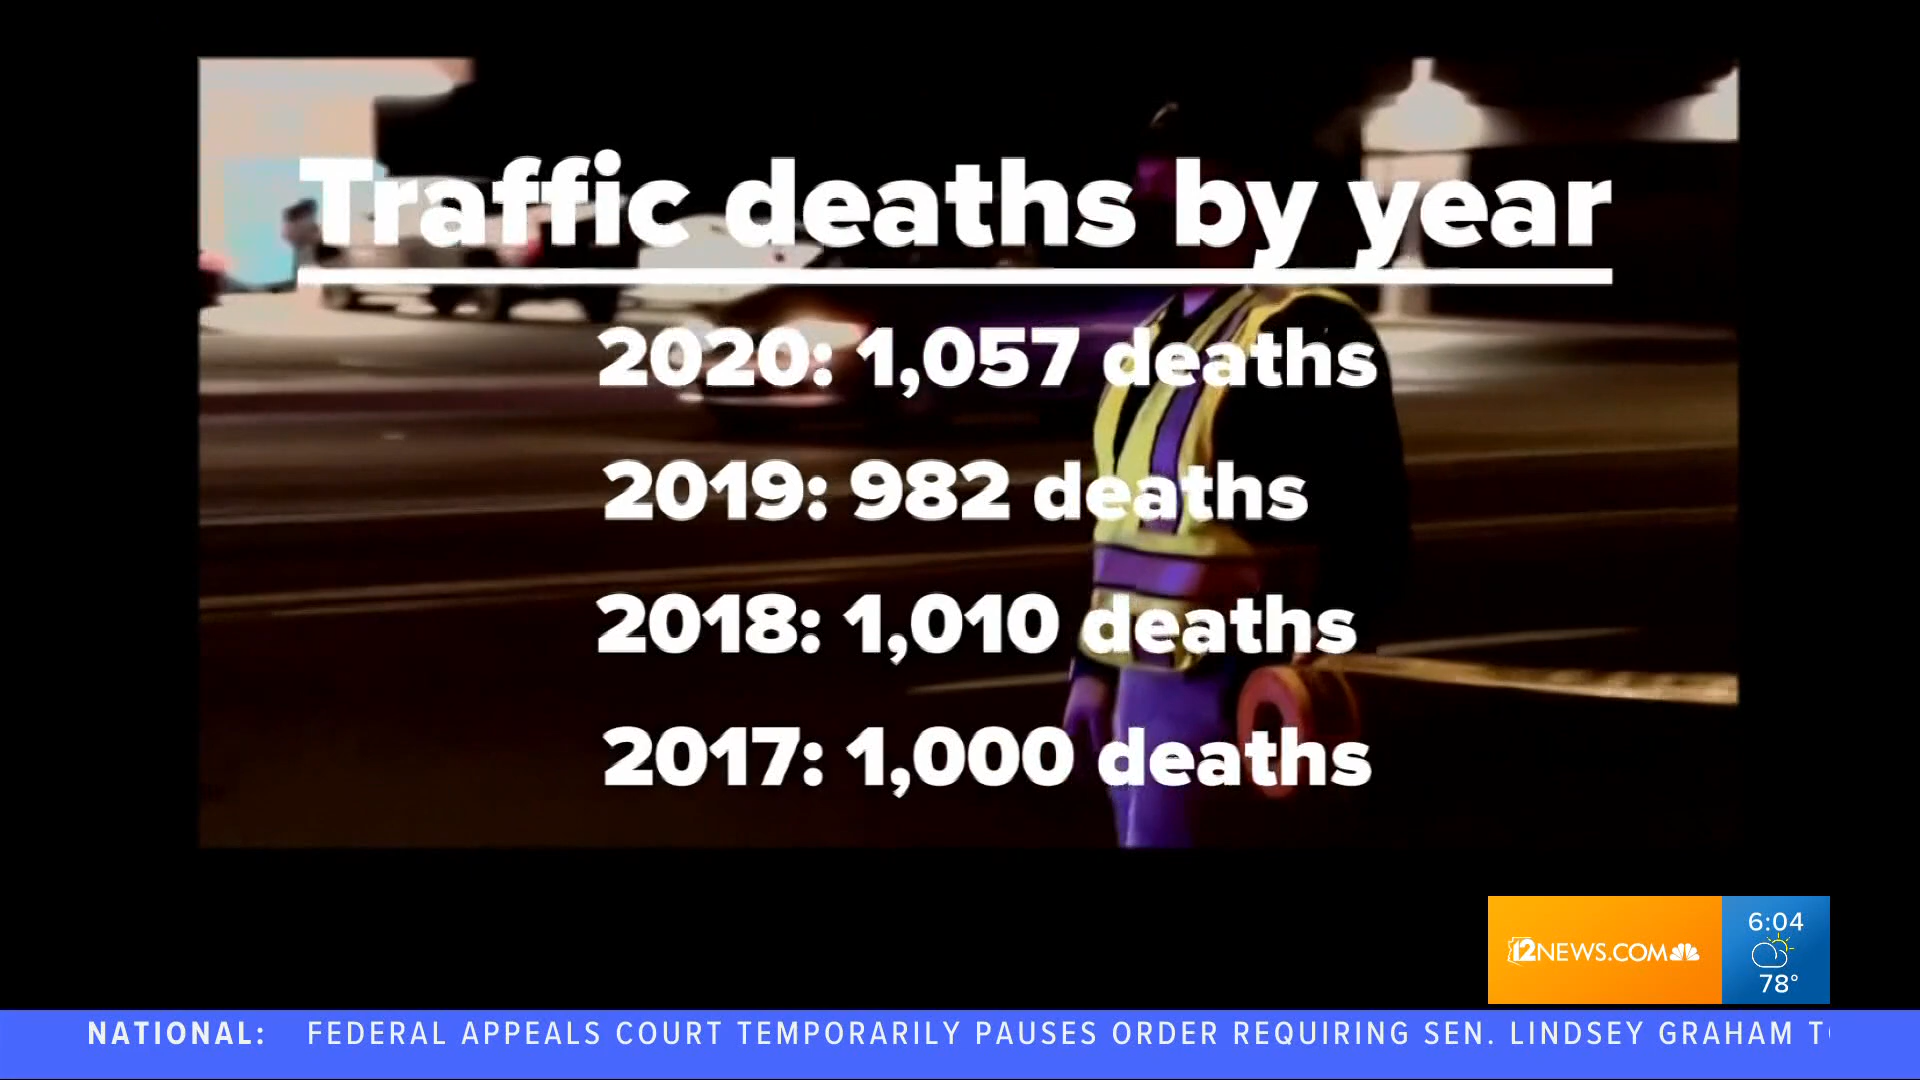 Traffic deaths by year
2020: 1,057 deaths
2019: 982 deaths
2018: 1,010 deaths
2017: 1,000 deaths
12NEWS.COM
6:04
78°
NATIONAL: FEDERAL APPEALS COURT TEMPORARILY PAUSES ORDER REQUIRING SEN. LINDSEY GRAHAM